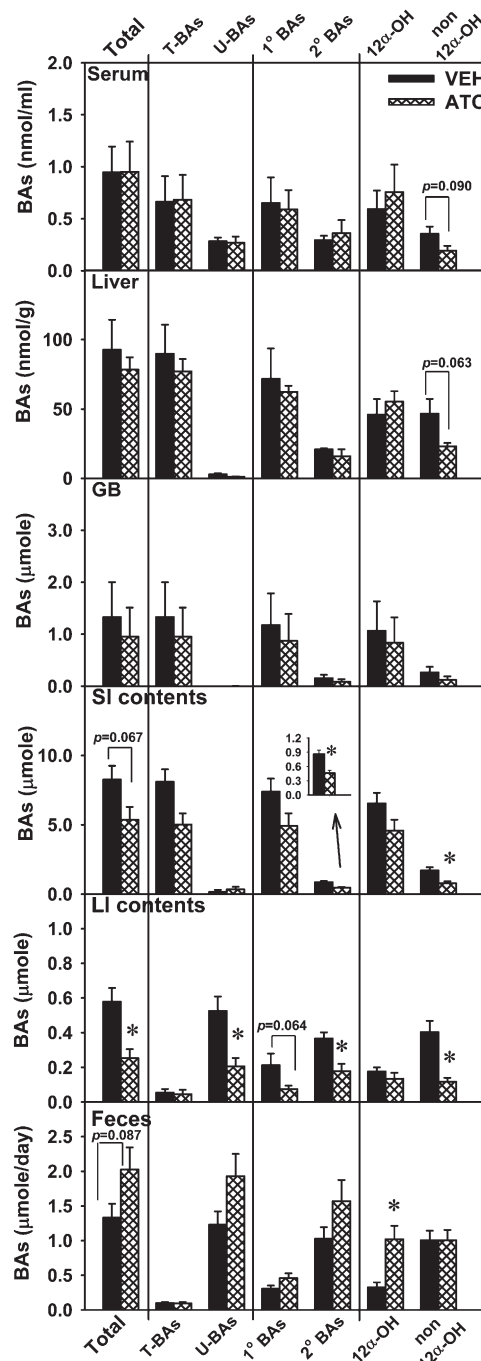 Total T-BAs U-BAs 1° BAs 2° BAs 12α-OH non 12α-OH
Serum
VEH
ATO
BAs (nmol/ml)
2.0
1.5
1.0
0.5
0.0
p=0.090
Liver
BAs (nmol/g)
100
50
0
p=0.063
GB
BAs (µmole)
3.0
2.0
1.0
0.0
SI contents
BAs (µmole)
10.0
5.0
0.0
p=0.067
1.2
0.9
0.6
0.3
0.0
*
*
LI contents
BAs (µmole)
0.8
0.6
0.4
0.2
0.0
*
*
p=0.064
*
*
Feces
BAs (µmole/day)
2.5
2.0
1.5
1.0
0.5
0.0
p=0.087
*
Total T-BAs U-BAs 1° BAs 2° BAs 12α-OH non 12α-OH